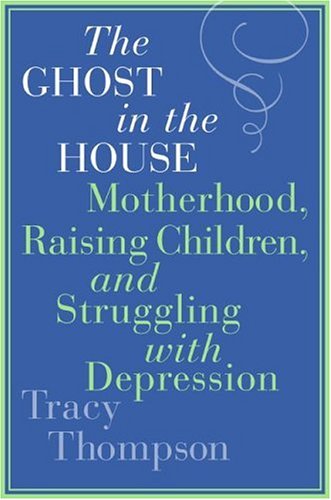 The
GHOST
in the
HOUSE
Motherhood,
Raising Children,
and
Struggling
with
Depression
Tracy
Thompson